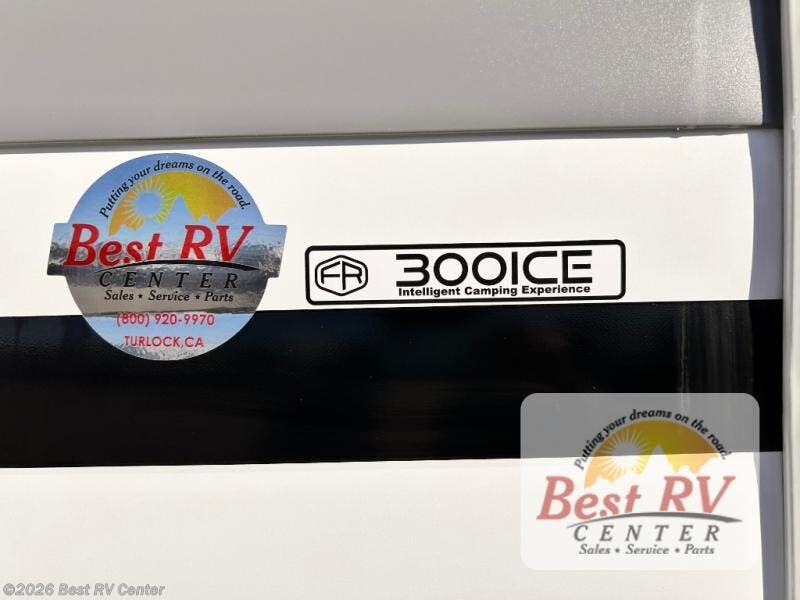 Putting your dreams on the road.
Best RV
CENTER
Sales ★ Service ★ Parts
(800) 920-9970
TURLOCK,CA
FR 300ICE
Intelligent Camping Experience
Putting your dreams on the road.
Best RV
CENTER
Sales ★ Service ★ Parts
©2026 Best RV Center